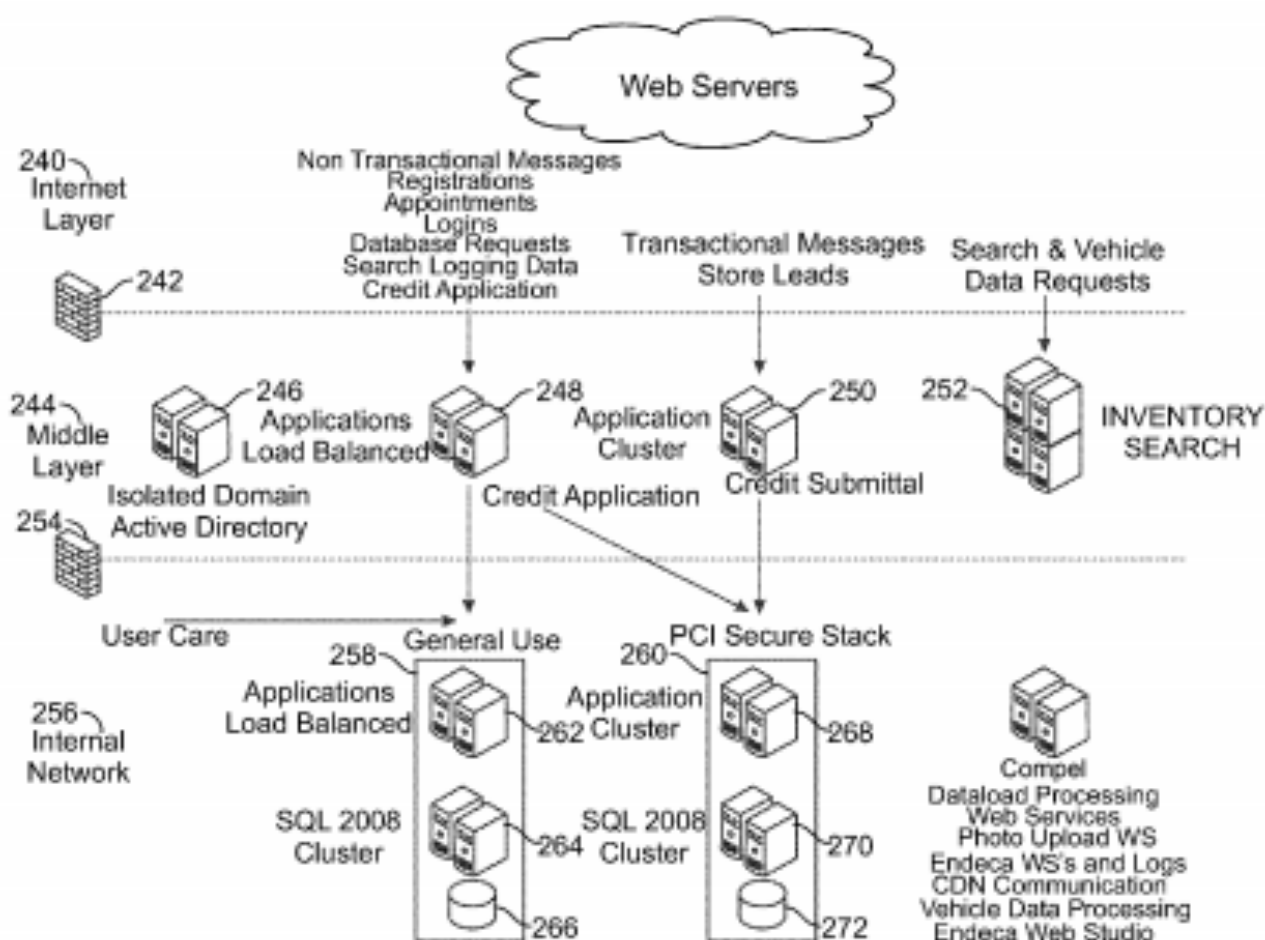 Web Servers
240
Internet
Layer
Non Transactional Messages
Registrations
Appointments
Logins
Database Requests
Search Logging Data
Credit Application
Transactional Messages
Store Leads
Search & Vehicle
Data Requests
242
244
Middle
Layer
246
Isolated Domain
Active Directory
Applications
Load Balanced
248
Application
Cluster
250
252
INVENTORY
SEARCH
Credit Application
Credit Submittal
254
User Care
General Use
PCI Secure Stack
256
Internal
Network
258
Applications
Load Balanced
262
260
Application
Cluster
268
SQL 2008
Cluster
264
SQL 2008
Cluster
270
266
272
Compel
Dataload Processing
Web Services
Photo Upload WS
Endeca WS's and Logs
CDN Communication
Vehicle Data Processing
Endeca Web Studio